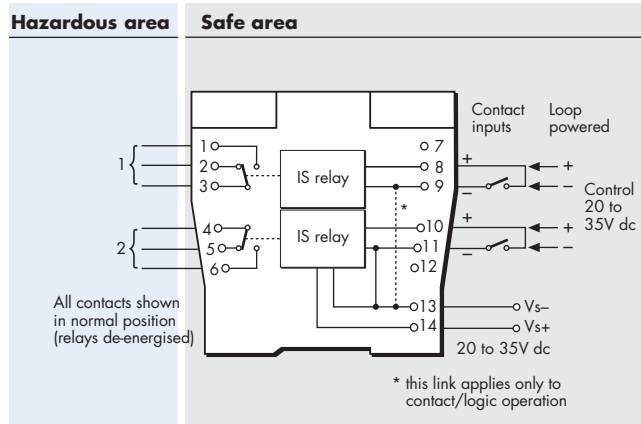 Hazardous area
Safe area
Contact inputs
Loop powered
1
1
2
3
IS relay
7
8
9
+
−
+
−
Control
20 to
35V dc
*
2
4
5
6
IS relay
10
11
12
+
−
+
−
13
14
Vs−
Vs+
20 to 35V dc
All contacts shown
in normal position
(relays de-energised)
* this link applies only to
contact/logic operation